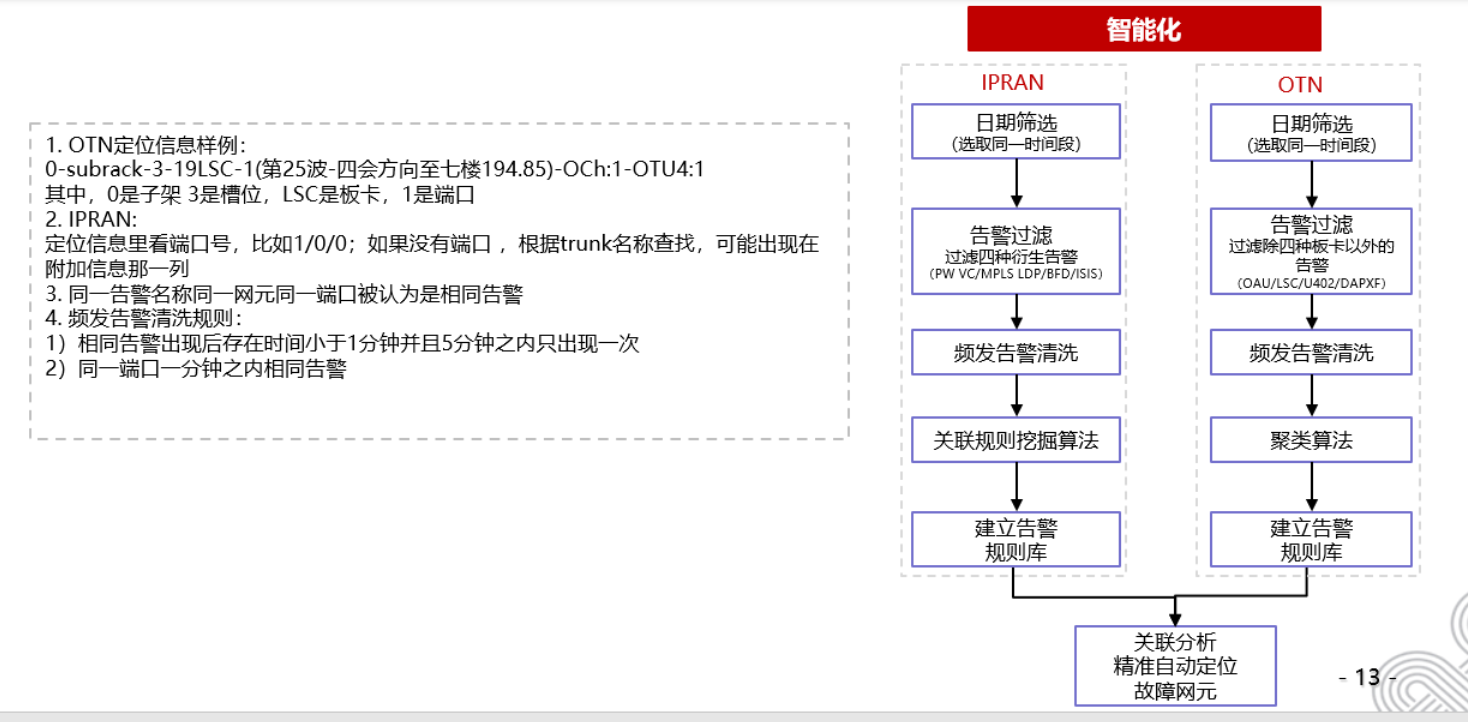 智能化
1. OTN定位信息样例：
0-subrack-3-19LSC-1(第25波-四会方向至七楼194.85)-OCh:1-OTU4:1
其中，0是子架 3是槽位，LSC是板卡，1是端口
2. IPRAN:
定位信息里看端口号，比如1/0/0；如果没有端口 ，根据trunk名称查找，可能出现在
附加信息那一列
3. 同一告警名称同一网元同一端口被认为是相同告警
4. 频发告警清洗规则：
1）相同告警出现后存在时间小于1分钟并且5分钟之内只出现一次
2）同一端口一分钟之内相同告警
IPRAN
日期筛选
(选取同一时间段)
告警过滤
过滤四种衍生告警
（PW VC/MPLS LDP/BFD/ISIS）
频发告警清洗
关联规则挖掘算法
建立告警
规则库
OTN
日期筛选
(选取同一时间段)
告警过滤
过滤除四种板卡以外的
告警
（OAU/LSC/U402/DAPXF）
频发告警清洗
聚类算法
建立告警
规则库
关联分析
精准自动定位
故障网元
- 13 -